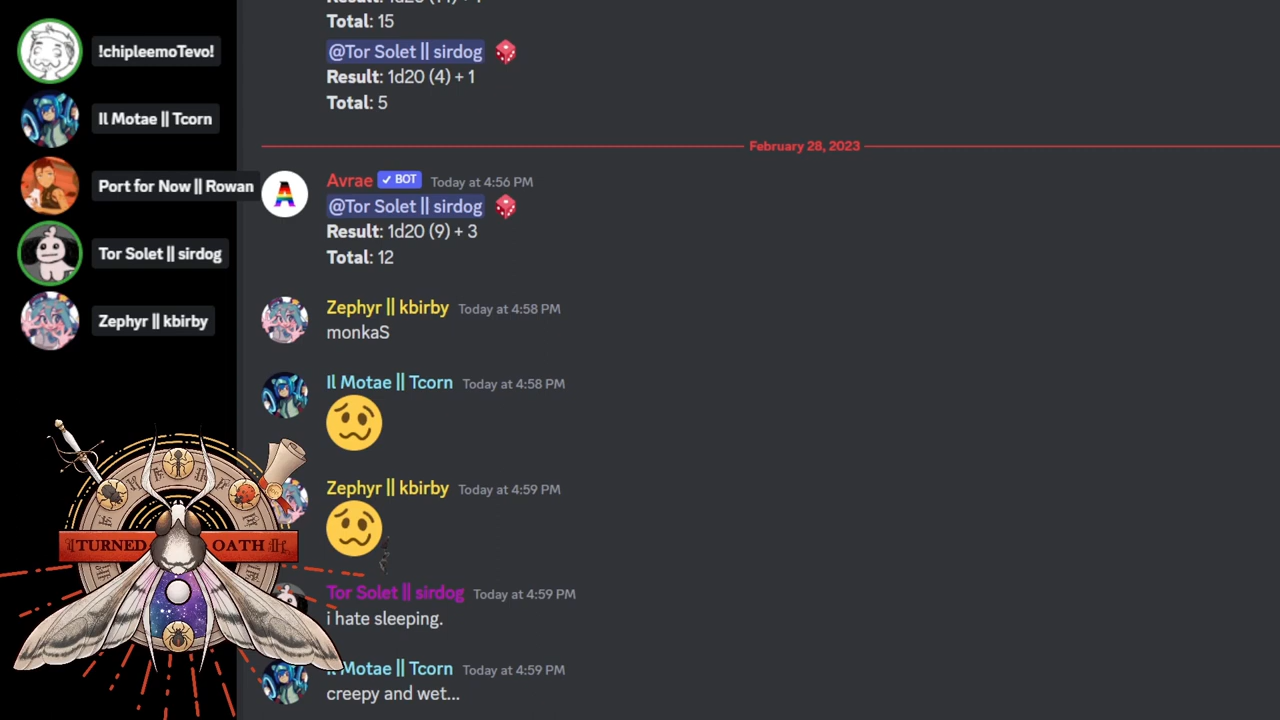 !chipleemoTevo!
Il Motae || Tcorn
Port for Now || Rowan
Tor Solet || sirdog
Zephyr || kbirby
TURNED OATH
Total: 15
@Tor Solet || sirdog
Result: 1d20 (4) + 1
Total: 5
February 28, 2023
A
Avrae ✓ BOT Today at 4:56 PM
@Tor Solet || sirdog
Result: 1d20 (9) + 3
Total: 12
Zephyr || kbirby Today at 4:58 PM
monkaS
Il Motae || Tcorn Today at 4:58 PM
Zephyr || kbirby Today at 4:59 PM
Tor Solet || sirdog Today at 4:59 PM
i hate sleeping.
Il Motae || Tcorn Today at 4:59 PM
creepy and wet...